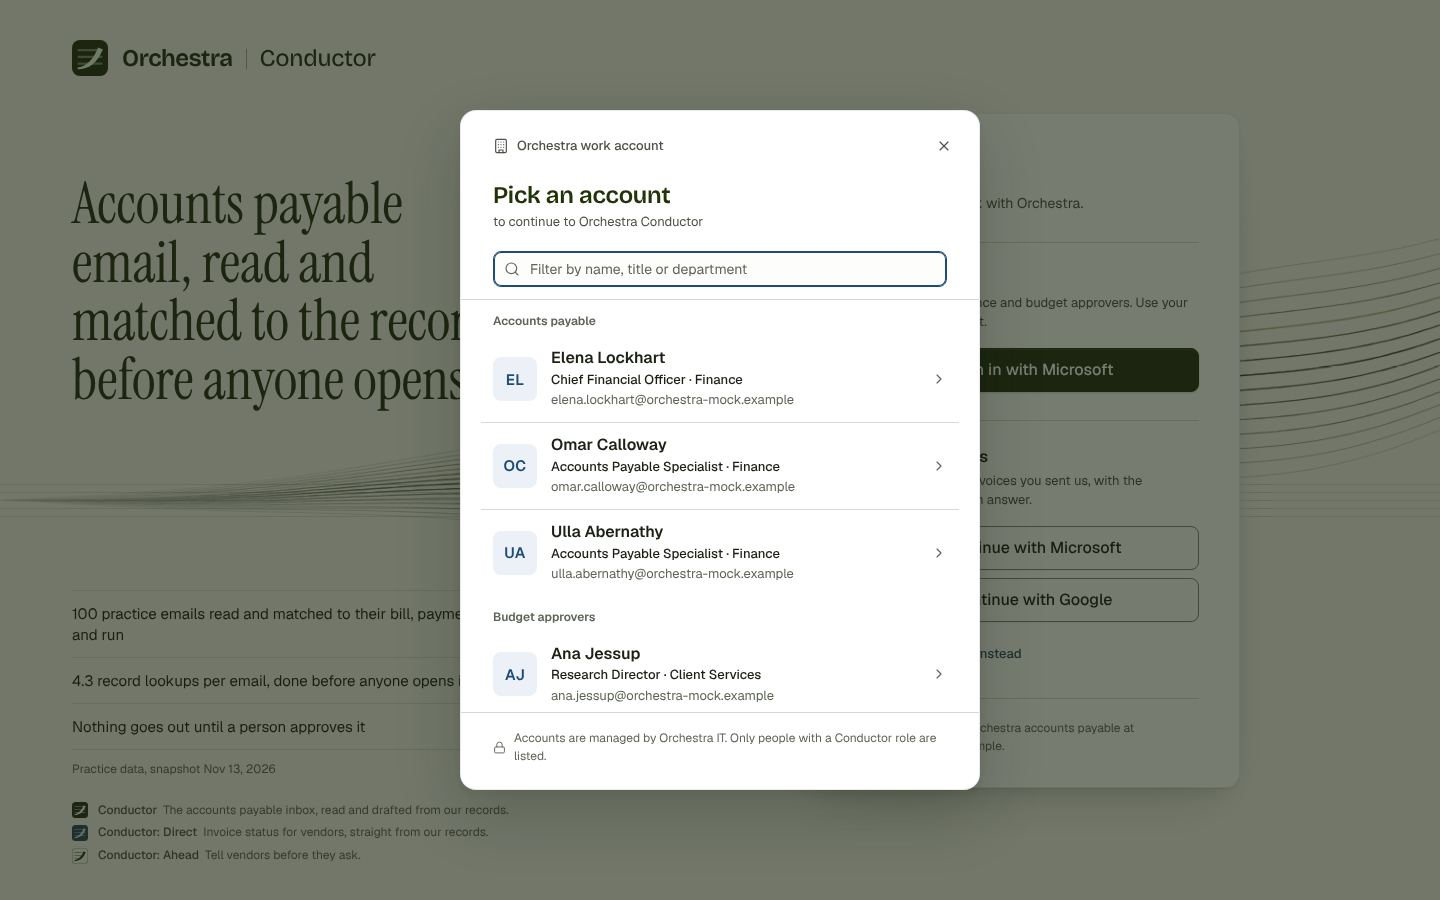 Orchestra | Conductor
Accounts payable
email, read and
matched to the recor
before anyone opens
100 practice emails read and matched to their bill, payme
and run
4.3 record lookups per email, done before anyone opens
Nothing goes out until a person approves it
Practice data, snapshot Nov 13, 2026
Conductor The accounts payable inbox, read and drafted from our records.
Conductor: Direct Invoice status for vendors, straight from our records.
Conductor: Ahead Tell vendors before they ask.
Orchestra work account
Pick an account
to continue to Orchestra Conductor
Filter by name, title or department
Accounts payable
EL
Elena Lockhart
Chief Financial Officer · Finance
elena.lockhart@orchestra-mock.example
OC
Omar Calloway
Accounts Payable Specialist · Finance
omar.calloway@orchestra-mock.example
UA
Ulla Abernathy
Accounts Payable Specialist · Finance
ulla.abernathy@orchestra-mock.example
Budget approvers
AJ
Ana Jessup
Research Director · Client Services
ana.jessup@orchestra-mock.example
Accounts are managed by Orchestra IT. Only people with a Conductor role are
listed.
with Orchestra.
nce and budget approvers. Use your
t.
n in with Microsoft
s
voices you sent us, with the
n answer.
inue with Microsoft
tinue with Google
nstead
chestra accounts payable at
mple.